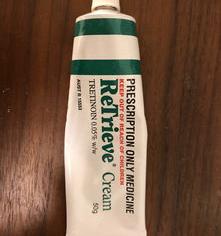 PRESCRIPTION ONLY MEDICINE
KEEP OUT OF REACH OF CHILDREN
ReTrieve® Cream
TRETINOIN 0.05% w/w 50g